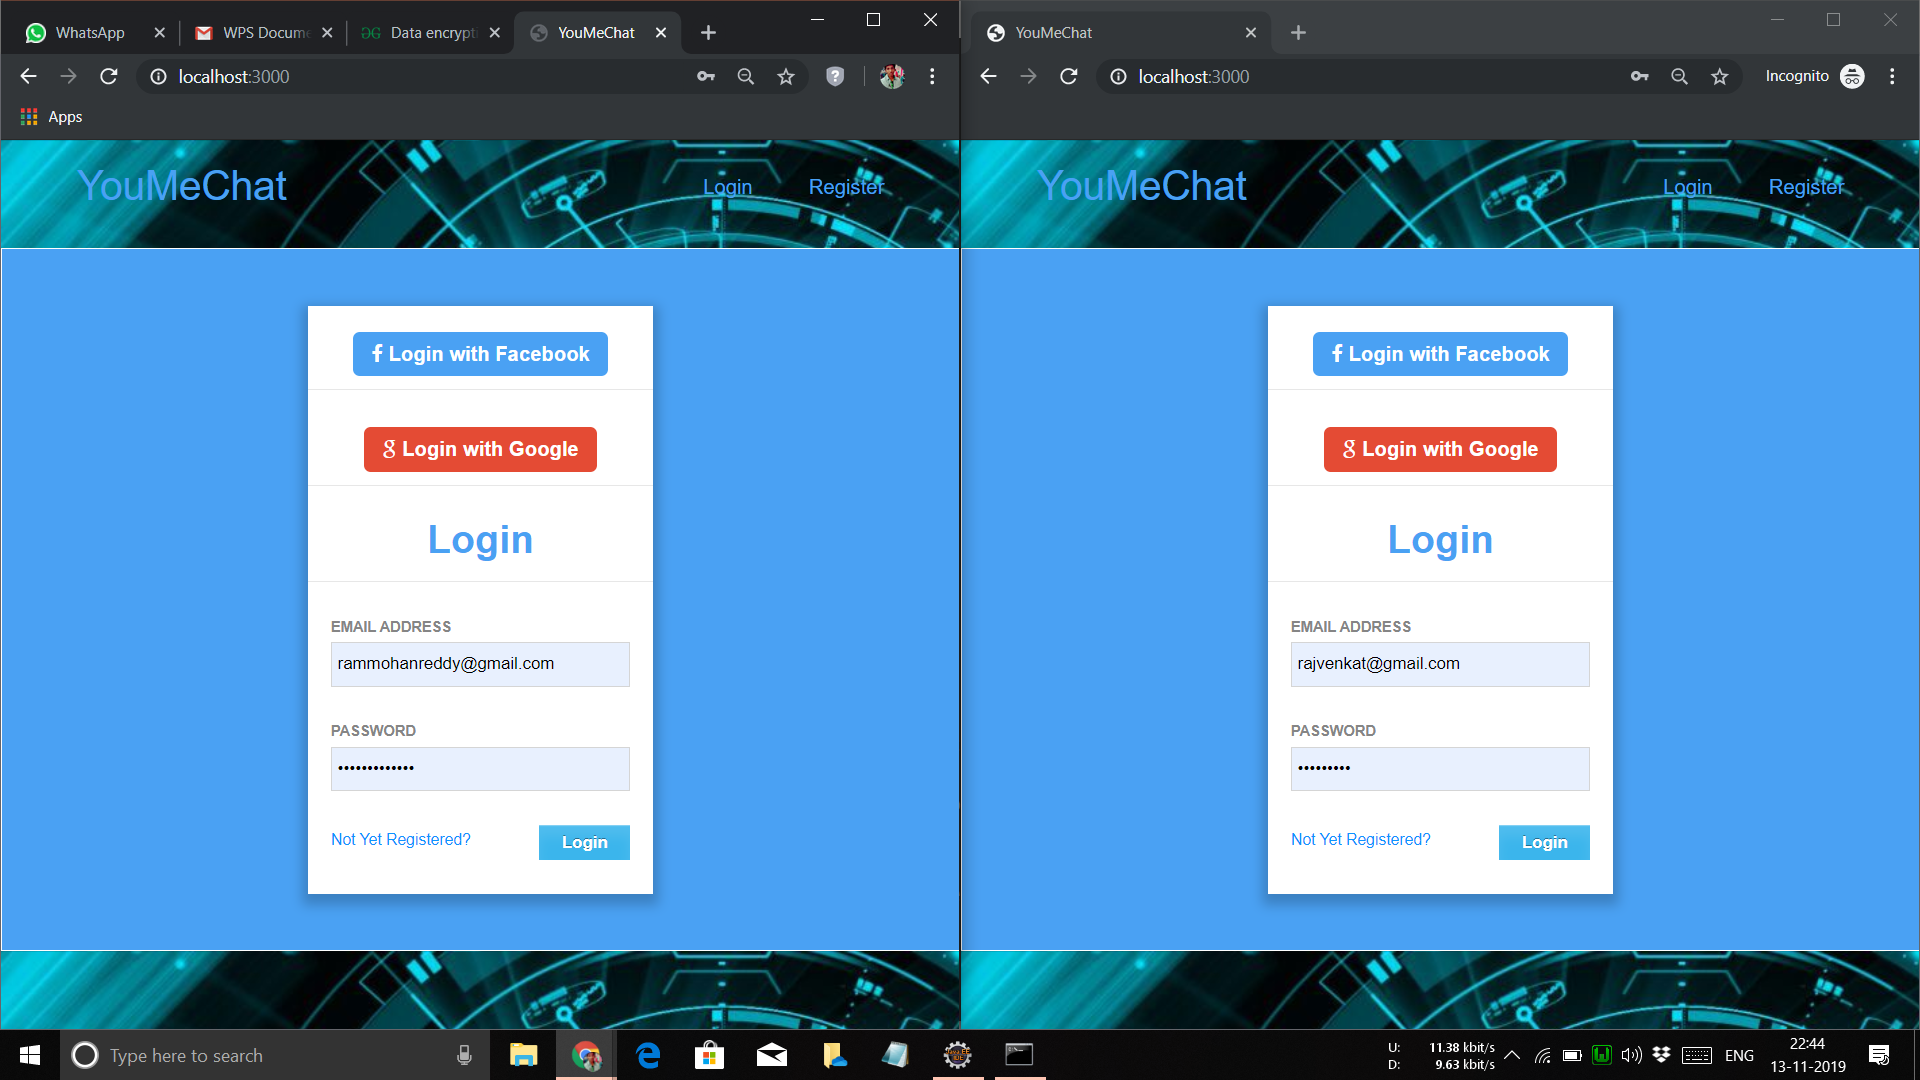 WhatsApp
WPS Docume
Data encrypti
YouMeChat
localhost:3000
Apps
YouMeChat
Login
Register
Login with Facebook
Login with Google
Login
EMAIL ADDRESS
rammohanreddy@gmail.com
PASSWORD
•••••••••••••
Not Yet Registered?
Login
YouMeChat
localhost:3000
Incognito
YouMeChat
Login
Register
Login with Facebook
Login with Google
Login
EMAIL ADDRESS
rajvenkat@gmail.com
PASSWORD
•••••••••
Not Yet Registered?
Login
Type here to search
U: 11.38 kbit/s
D: 9.63 kbit/s
ENG
22:44
13-11-2019